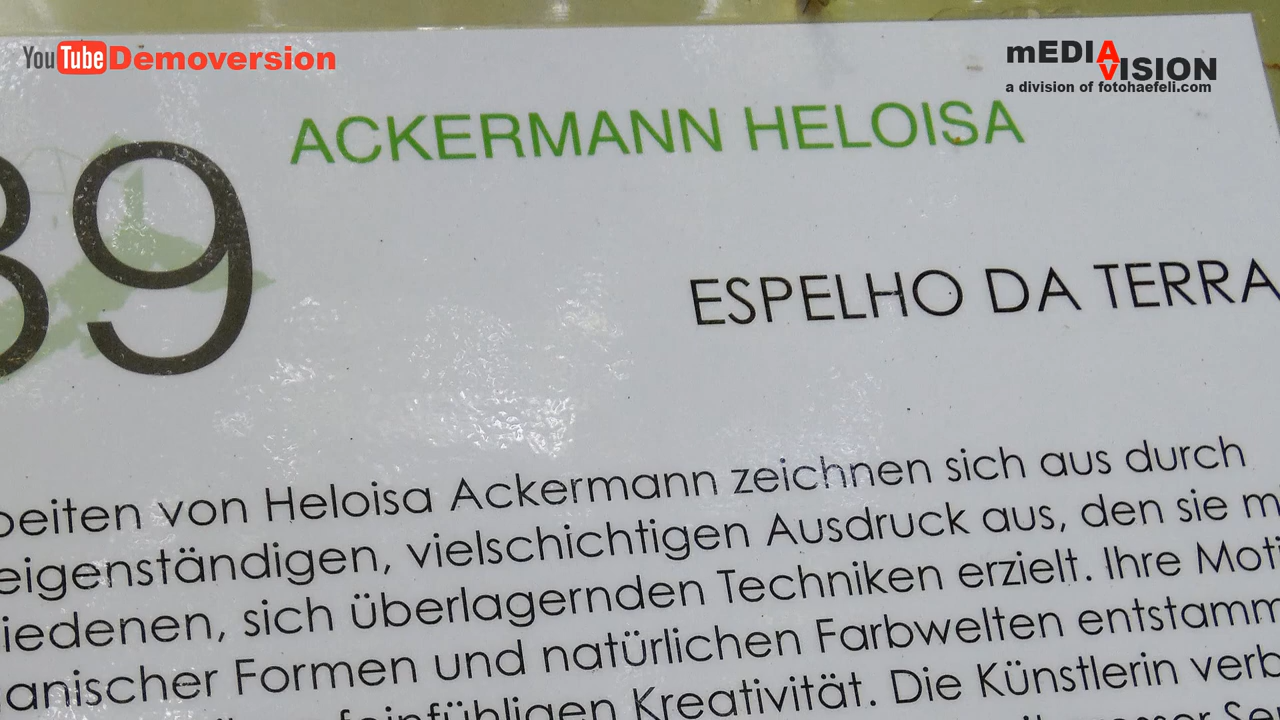 YouTube Demoversion
mEDIAVISION
a division of fotohaefeli.com
ACKERMANN HELOISA
39
ESPELHO DA TERRA
beiten von Heloisa Ackermann zeichnen sich aus durch
eigenständigen, vielschichtigen Ausdruck aus, den sie m
iedenen, sich überlagernden Techniken erzielt. Ihre Moti
anischer Formen und natürlichen Farbwelten entstamm
feinfühligen Kreativität. Die Künstlerin verb